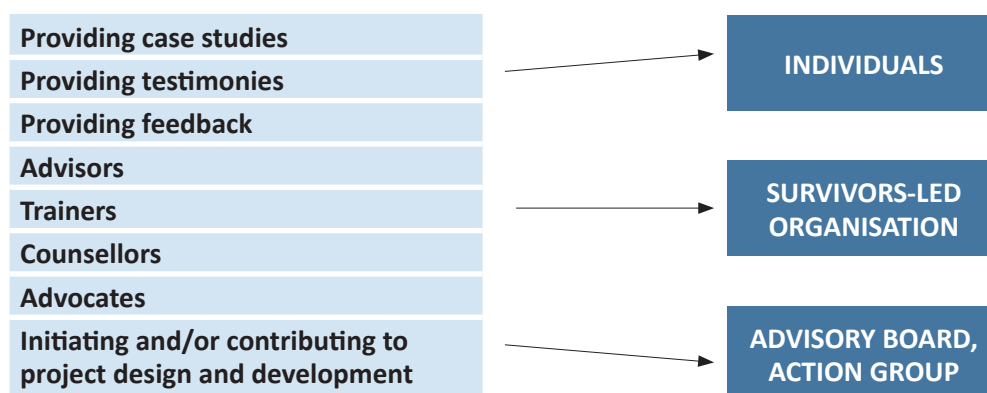 Providing case studies
Providing testimonies
Providing feedback
Advisors
Trainers
Counsellors
Advocates
Initiating and/or contributing to
project design and development
INDIVIDUALS
SURVIVORS-LED
ORGANISATION
ADVISORY BOARD,
ACTION GROUP